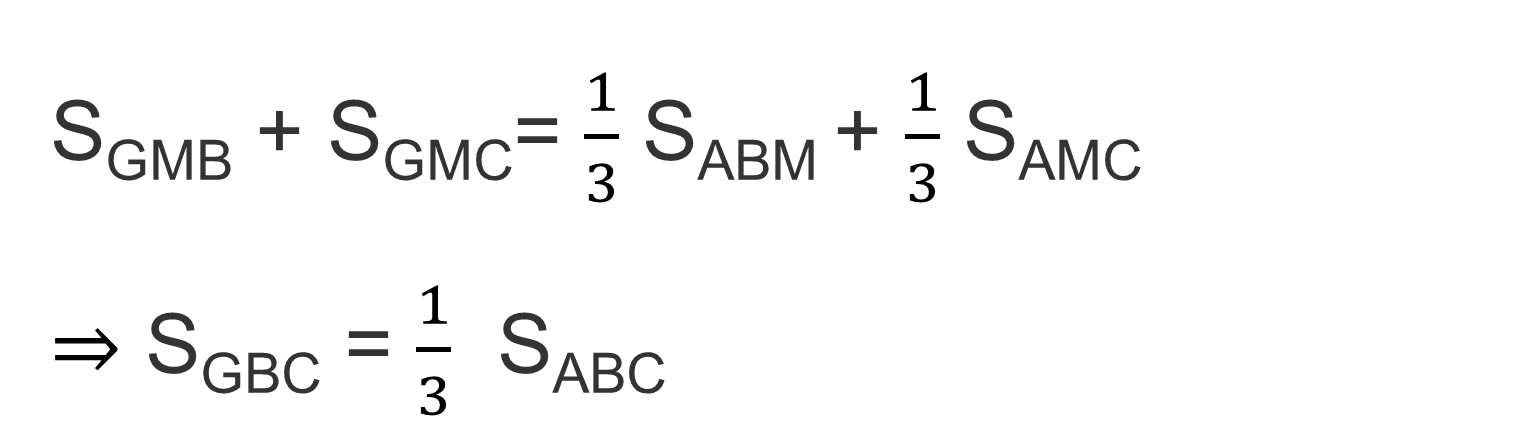 S_GMB + S_GMC = 1/3 S_ABM + 1/3 S_AMC
⇒ S_GBC = 1/3 S_ABC